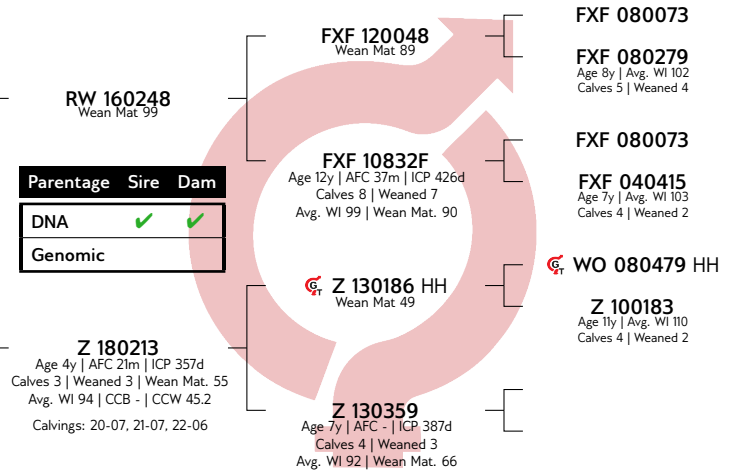 FXF 080073
FXF 120048
Wean Mat 89
FXF 080279
Age 8y | Avg. WI 102
Calves 5 | Weaned 4
RW 160248
Wean Mat 99
FXF 080073
FXF 10832F
Age 12y | AFC 37m | ICP 426d
Calves 8 | Weaned 7
Avg. WI 99 | Wean Mat. 90
FXF 040415
Age 7y | Avg. WI 103
Calves 4 | Weaned 2
Parentage Sire Dam
DNA ✔ ✔
Genomic
GT WO 080479 HH
GT Z 130186 HH
Wean Mat 49
Z 100183
Age 11y | Avg. WI 110
Calves 4 | Weaned 2
Z 180213
Age 4y | AFC 21m | ICP 357d
Calves 3 | Weaned 3 | Wean Mat. 55
Avg. WI 94 | CCB - | CCW 45.2
Calvings: 20-07, 21-07, 22-06
Z 130359
Age 7y | AFC - | ICP 387d
Calves 4 | Weaned 3
Avg. WI 92 | Wean Mat. 66